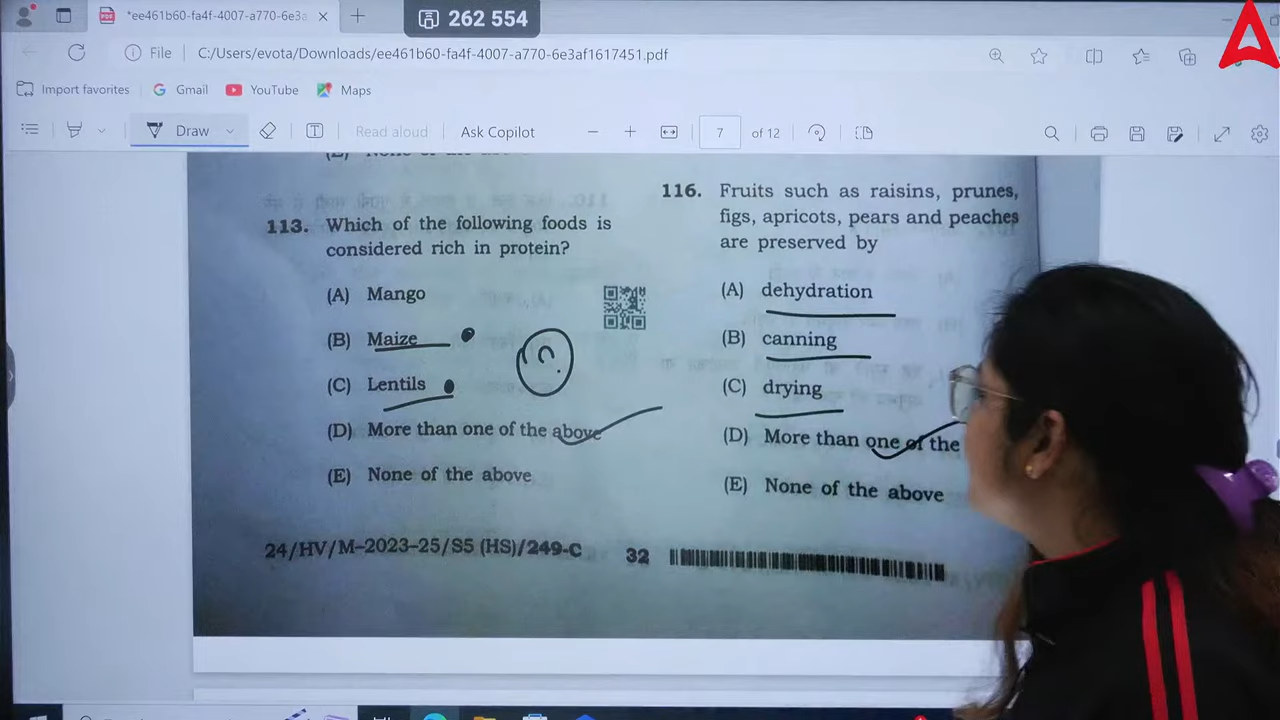 *ee461b60-fa4f-4007-a770-6e3a
262 554
File
C:/Users/evota/Downloads/ee461b60-fa4f-4007-a770-6e3af1617451.pdf
Import favorites
Gmail
YouTube
Maps
Draw
Read aloud
Ask Copilot
7
of 12
113. Which of the following foods is
considered rich in protein?
(A) Mango
(B) Maize
(C) Lentils
(D) More than one of the above
(E) None of the above
24/HV/M-2023-25/S5 (HS)/249-C
32
116. Fruits such as raisins, prunes,
figs, apricots, pears and peaches
are preserved by
(A) dehydration
(B) canning
(C) drying
(D) More than one of the
(E) None of the above